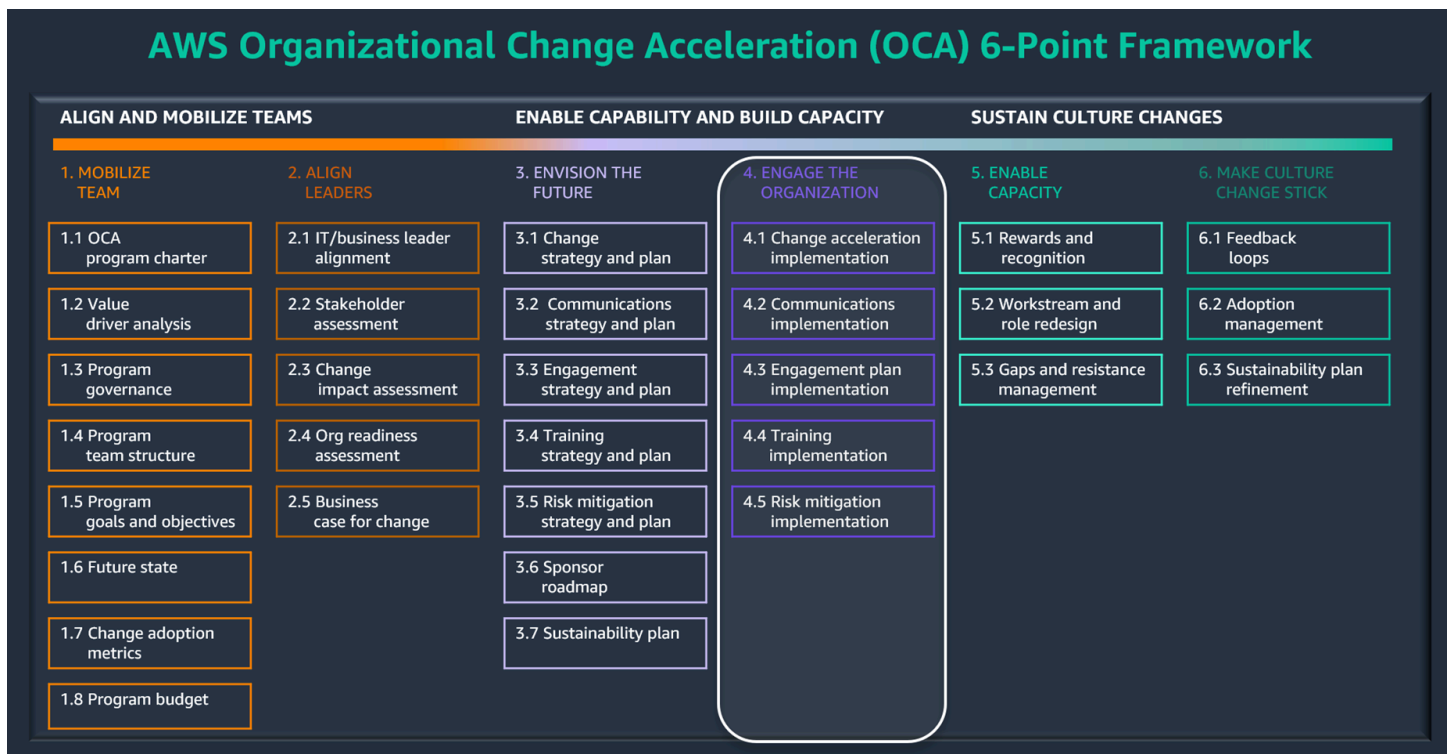 AWS Organizational Change Acceleration (OCA) 6-Point Framework
ALIGN AND MOBILIZE TEAMS
ENABLE CAPABILITY AND BUILD CAPACITY
SUSTAIN CULTURE CHANGES
1. MOBILIZE
TEAM
1.1 OCA
program charter
1.2 Value
driver analysis
1.3 Program
governance
1.4 Program
team structure
1.5 Program
goals and objectives
1.6 Future state
1.7 Change adoption
metrics
1.8 Program budget
2. ALIGN
LEADERS
2.1 IT/business leader
alignment
2.2 Stakeholder
assessment
2.3 Change
impact assessment
2.4 Org readiness
assessment
2.5 Business
case for change
3. ENVISION THE
FUTURE
3.1 Change
strategy and plan
3.2 Communications
strategy and plan
3.3 Engagement
strategy and plan
3.4 Training
strategy and plan
3.5 Risk mitigation
strategy and plan
3.6 Sponsor
roadmap
3.7 Sustainability plan
4. ENGAGE THE
ORGANIZATION
4.1 Change acceleration
implementation
4.2 Communications
implementation
4.3 Engagement plan
implementation
4.4 Training
implementation
4.5 Risk mitigation
implementation
5. ENABLE
CAPACITY
5.1 Rewards and
recognition
5.2 Workstream and
role redesign
5.3 Gaps and resistance
management
6. MAKE CULTURE
CHANGE STICK
6.1 Feedback
loops
6.2 Adoption
management
6.3 Sustainability plan
refinement